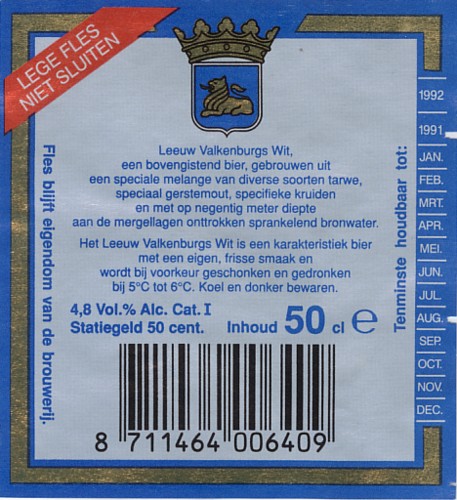 LEGE FLES
NIET SLUITEN
Leeuw Valkenburgs Wit,
een bovengistend bier, gebrouwen uit
een speciale melange van diverse soorten tarwe,
speciaal gerstemout, specifieke kruiden
en met op negentig meter diepte
aan de mergellagen onttrokken sprankelend bronwater.
Het Leeuw Valkenburgs Wit is een karakteristiek bier
met een eigen, frisse smaak en
wordt bij voorkeur geschonken en gedronken
bij 5°C tot 6°C. Koel en donker bewaren.
4,8 Vol.% Alc. Cat. I
Statiegeld 50 cent. Inhoud 50 cl e
8 711464 006409
Fles blijft eigendom van de brouwerij.
Tenminste houdbaar tot:
1992
1991
JAN.
FEB.
MRT.
APR.
MEI.
JUN.
JUL.
AUG.
SEP.
OCT.
NOV.
DEC.